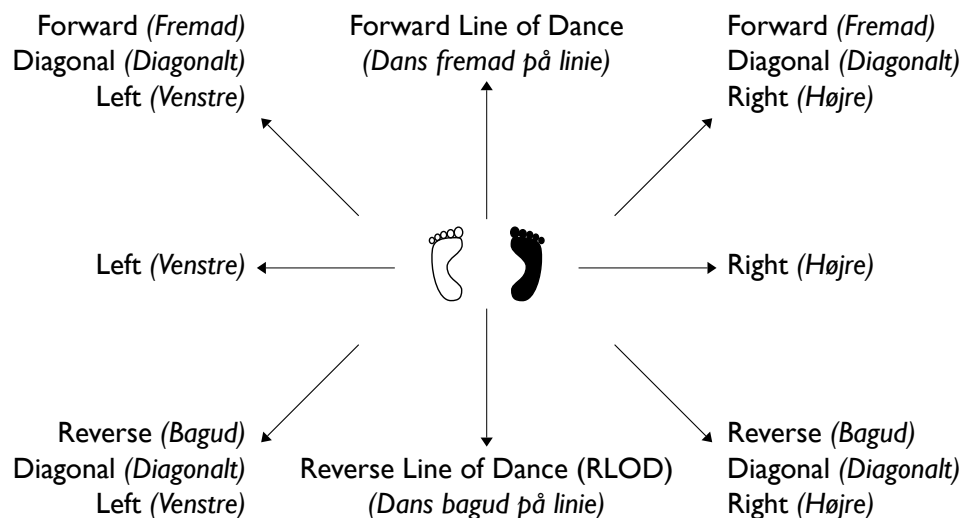 Forward (Fremad)
Diagonal (Diagonalt)
Left (Venstre)
Forward Line of Dance
(Dans fremad på linie)
Forward (Fremad)
Diagonal (Diagonalt)
Right (Højre)
Left (Venstre)
Right (Højre)
Reverse (Bagud)
Diagonal (Diagonalt)
Left (Venstre)
Reverse Line of Dance (RLOD)
(Dans bagud på linie)
Reverse (Bagud)
Diagonal (Diagonalt)
Right (Højre)